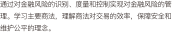 通过对金融风险的识别、度量和控制实现对金融风险的管
理。学习主要商法，理解商法对交易的效率，保障安全和
维护公平的理念。